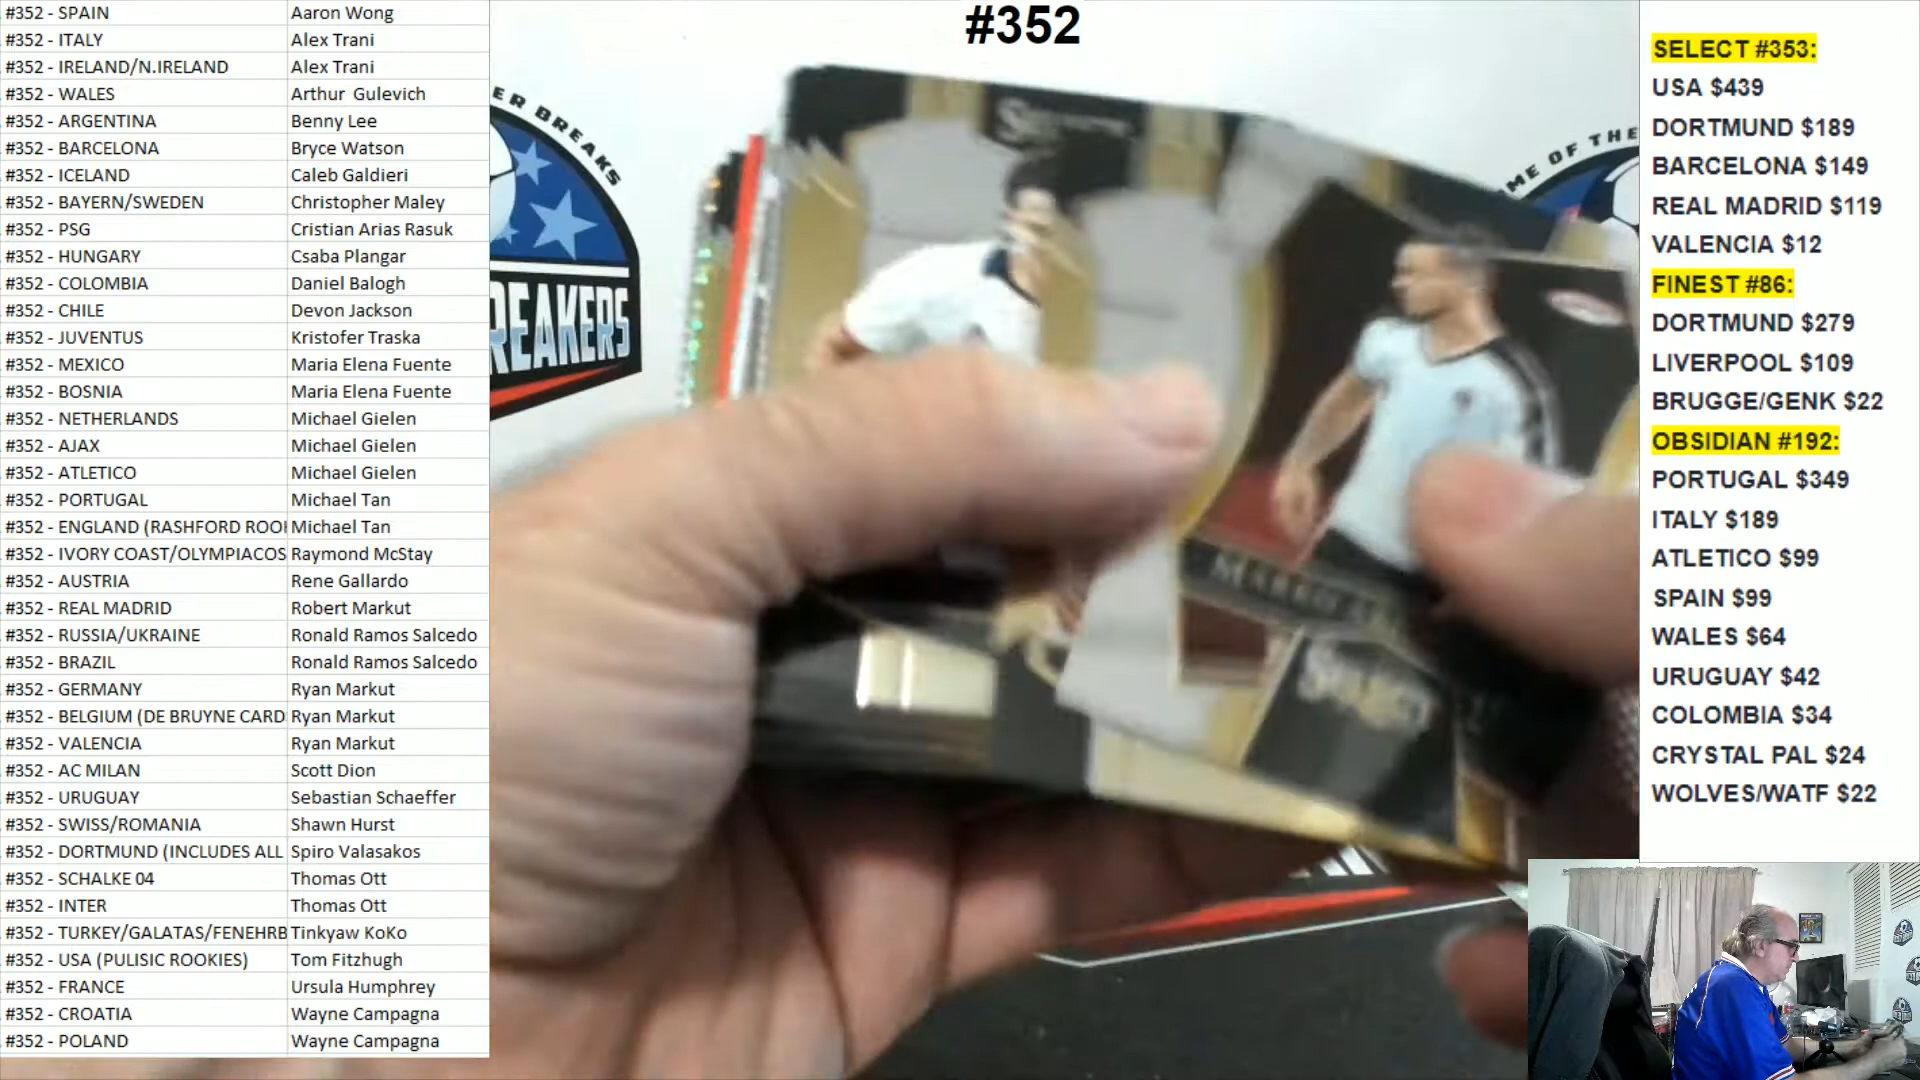 #352
#352 - SPAIN Aaron Wong
#352 - ITALY Alex Trani
#352 - IRELAND/N.IRELAND Alex Trani
#352 - WALES Arthur Gulevich
#352 - ARGENTINA Benny Lee
#352 - BARCELONA Bryce Watson
#352 - ICELAND Caleb Galdieri
#352 - BAYERN/SWEDEN Christopher Maley
#352 - PSG Cristian Arias Rasuk
#352 - HUNGARY Csaba Plangar
#352 - COLOMBIA Daniel Balogh
#352 - CHILE Devon Jackson
#352 - JUVENTUS Kristofer Traska
#352 - MEXICO Maria Elena Fuente
#352 - BOSNIA Maria Elena Fuente
#352 - NETHERLANDS Michael Gielen
#352 - AJAX Michael Gielen
#352 - ATLETICO Michael Gielen
#352 - PORTUGAL Michael Tan
#352 - ENGLAND (RASHFORD ROO Michael Tan
#352 - IVORY COAST/OLYMPIACOS Raymond McStay
#352 - AUSTRIA Rene Gallardo
#352 - REAL MADRID Robert Markut
#352 - RUSSIA/UKRAINE Ronald Ramos Salcedo
#352 - BRAZIL Ronald Ramos Salcedo
#352 - GERMANY Ryan Markut
#352 - BELGIUM (DE BRUYNE CARD Ryan Markut
#352 - VALENCIA Ryan Markut
#352 - AC MILAN Scott Dion
#352 - URUGUAY Sebastian Schaeffer
#352 - SWISS/ROMANIA Shawn Hurst
#352 - DORTMUND (INCLUDES ALL Spiro Valasakos
#352 - SCHALKE 04 Thomas Ott
#352 - INTER Thomas Ott
#352 - TURKEY/GALATAS/FENEHRB Tinkyaw KoKo
#352 - USA (PULISIC ROOKIES) Tom Fitzhugh
#352 - FRANCE Ursula Humphrey
#352 - CROATIA Wayne Campagna
#352 - POLAND Wayne Campagna
ER BREAKS
REAKERS
ME OF THE
MARKO
SELECT
SELECT #353:
USA $439
DORTMUND $189
BARCELONA $149
REAL MADRID $119
VALENCIA $12
FINEST #86:
DORTMUND $279
LIVERPOOL $109
BRUGGE/GENK $22
OBSIDIAN #192:
PORTUGAL $349
ITALY $189
ATLETICO $99
SPAIN $99
WALES $64
URUGUAY $42
COLOMBIA $34
CRYSTAL PAL $24
WOLVES/WATF $22